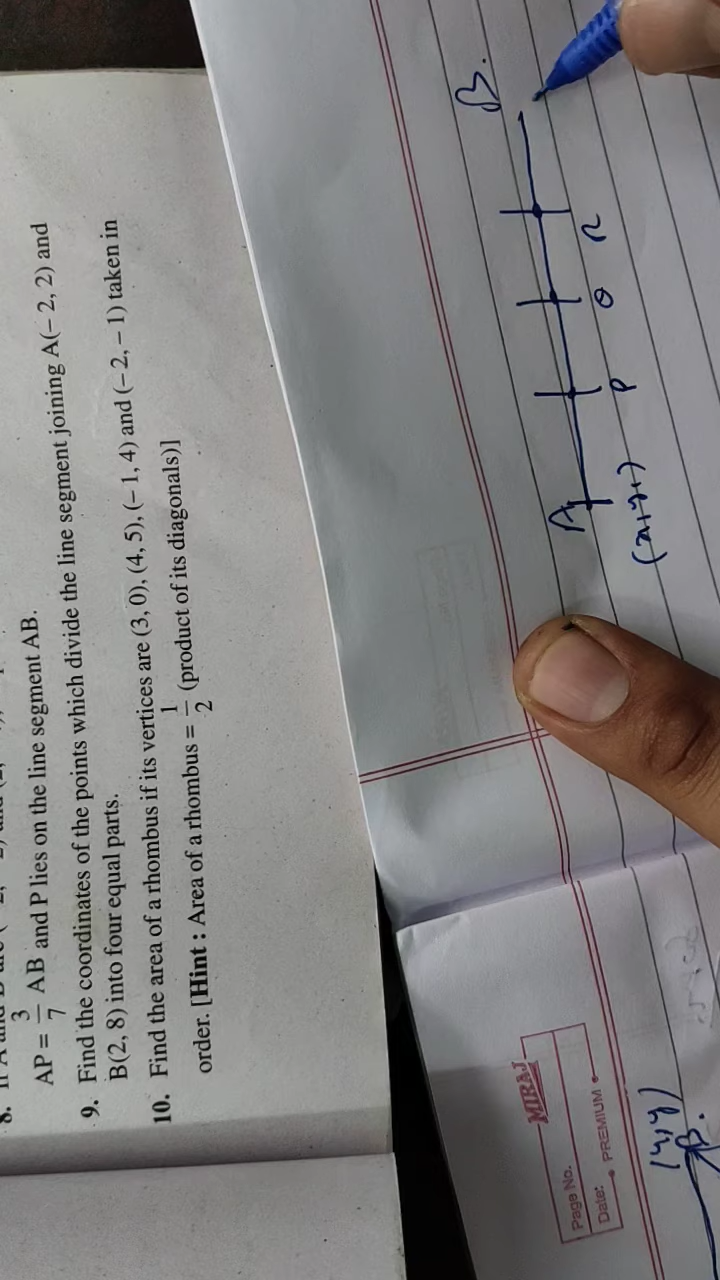 8.
AP = 3/7 AB and P lies on the line segment AB.
9. Find the coordinates of the points which divide the line segment joining A(– 2, 2) and
B(2, 8) into four equal parts.
10. Find the area of a rhombus if its vertices are (3, 0), (4, 5), (– 1, 4) and (– 2, – 1) taken in
order. [Hint : Area of a rhombus = 1/2 (product of its diagonals)]
A B.
P Q R
MIRAJ
Page No.
Date:
PREMIUM
B.